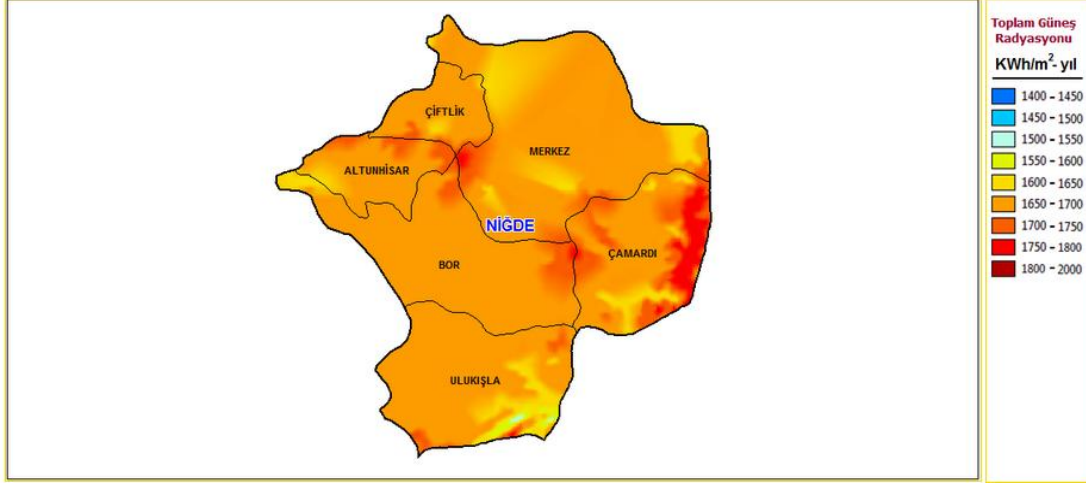 ÇİFTLİK
MERKEZ
ALTUNHİSAR
NİĞDE
ÇAMARDI
BOR
ULUKIŞLA
Toplam Güneş
Radyasyonu
KWh/m²- yıl
1400 - 1450
1450 - 1500
1500 - 1550
1550 - 1600
1600 - 1650
1650 - 1700
1700 - 1750
1750 - 1800
1800 - 2000